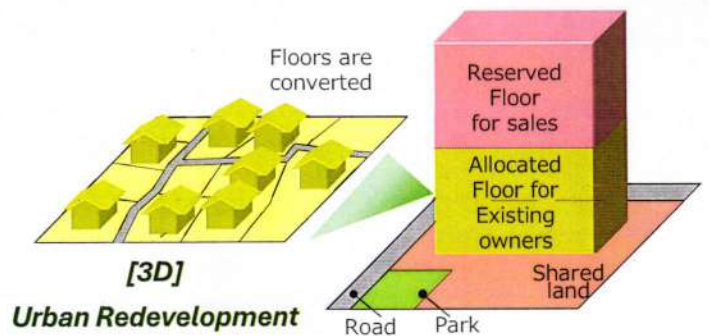 Floors are
converted
Reserved
Floor
for sales
Allocated
Floor for
Existing
owners
[3D]
Urban Redevelopment
Shared
land
Road
Park